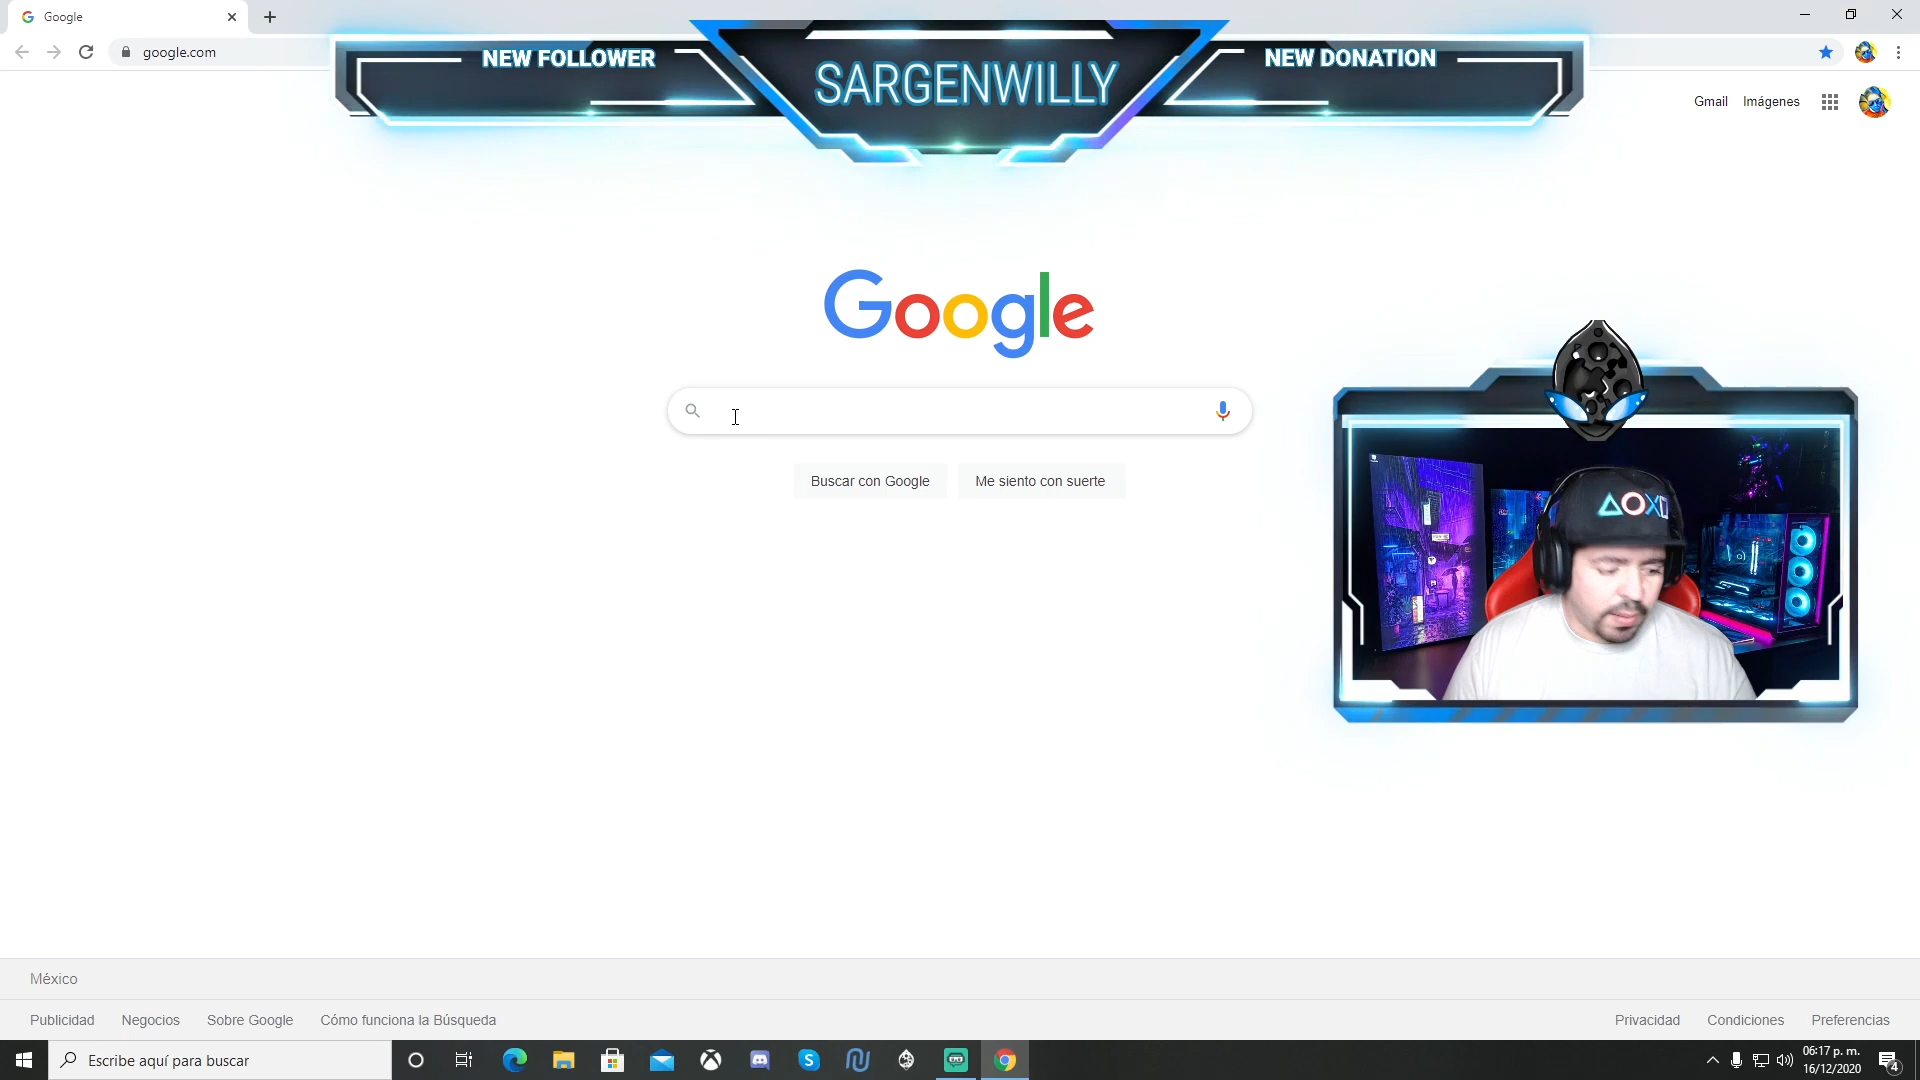 Google
google.com
NEW FOLLOWER
SARGENWILLY
NEW DONATION
Gmail Imágenes
Google
Buscar con Google
Me siento con suerte
México
Publicidad Negocios Sobre Google Cómo funciona la Búsqueda
Privacidad Condiciones Preferencias
Escribe aquí para buscar
06:17 p. m.
16/12/2020
4